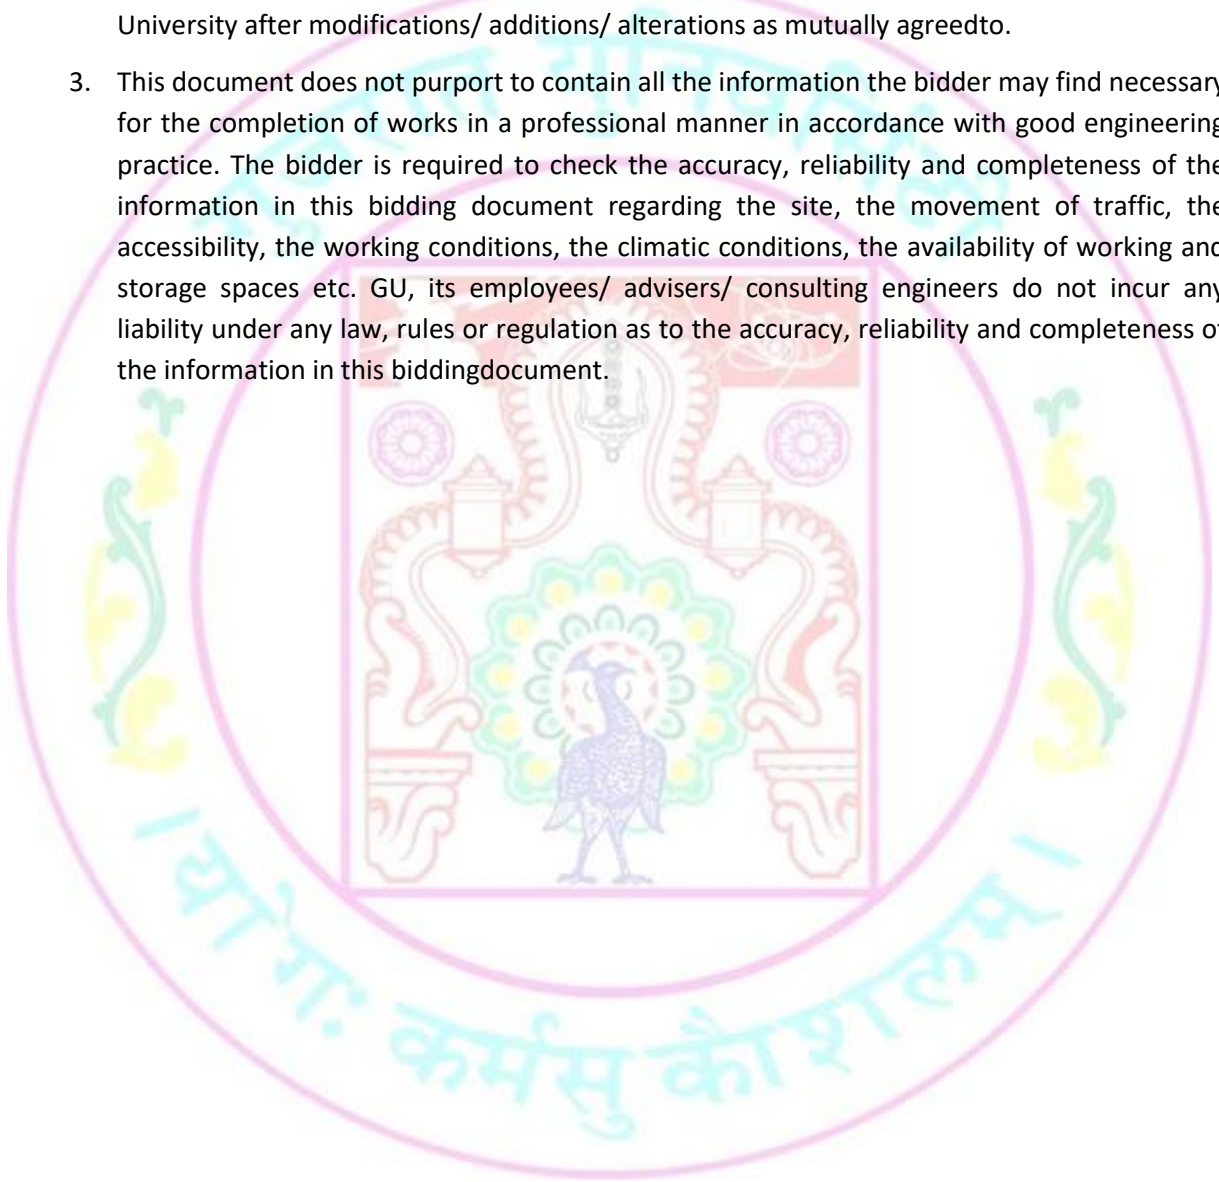 University after modifications/ additions/ alterations as mutually agreedto.
3. This document does not purport to contain all the information the bidder may find necessary
for the completion of works in a professional manner in accordance with good engineering
practice. The bidder is required to check the accuracy, reliability and completeness of the
information in this bidding document regarding the site, the movement of traffic, the
accessibility, the working conditions, the climatic conditions, the availability of working and
storage spaces etc. GU, its employees/ advisers/ consulting engineers do not incur any
liability under any law, rules or regulation as to the accuracy, reliability and completeness of
the information in this biddingdocument.
गुजरात युनिवर्सिटी
। योगः कर्मसु कौशलम् ।